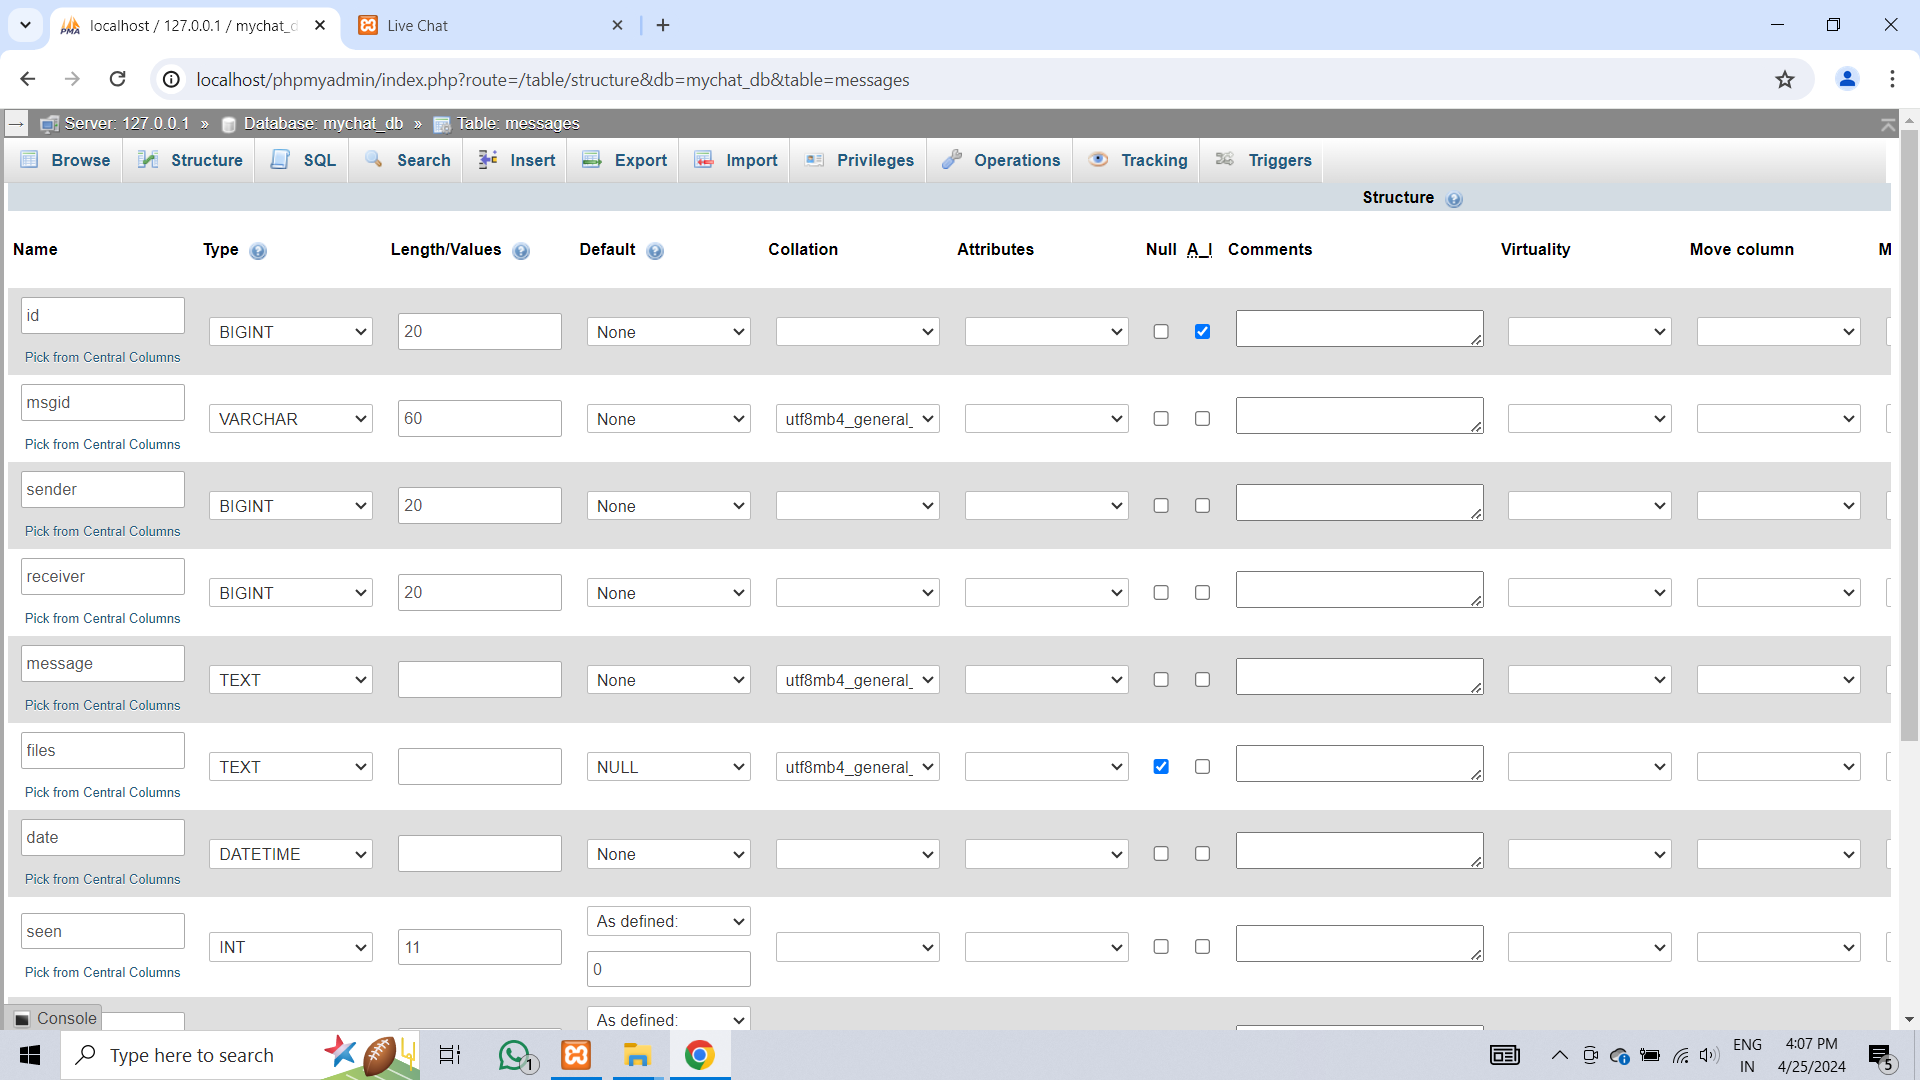 localhost / 127.0.0.1 / mychat_d
Live Chat
localhost/phpmyadmin/index.php?route=/table/structure&db=mychat_db&table=messages
Server: 127.0.0.1 » Database: mychat_db » Table: messages
Browse Structure SQL Search Insert Export Import Privileges Operations Tracking Triggers
Structure
Name Type Length/Values Default Collation Attributes Null A_I Comments Virtuality Move column M
id
BIGINT 20 None
Pick from Central Columns
msgid
VARCHAR 60 None utf8mb4_general_
Pick from Central Columns
sender
BIGINT 20 None
Pick from Central Columns
receiver
BIGINT 20 None
Pick from Central Columns
message
TEXT None utf8mb4_general_
Pick from Central Columns
files
TEXT NULL utf8mb4_general_
Pick from Central Columns
date
DATETIME None
Pick from Central Columns
As defined:
seen
INT 11
0
Pick from Central Columns
Console
As defined:
Type here to search
1
ENG
IN
4:07 PM
4/25/2024
5